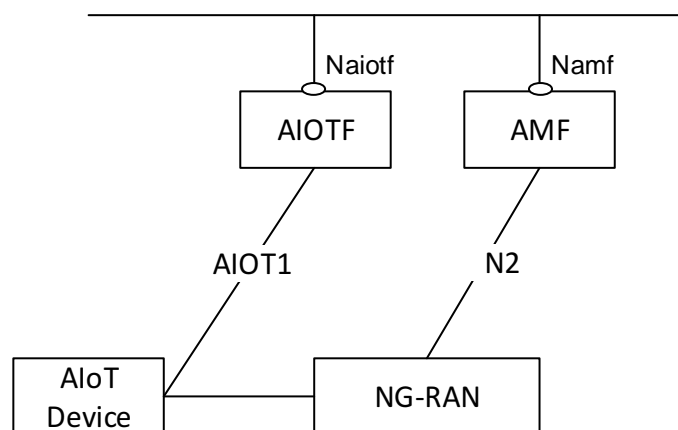 Naiotf
Namf
AIOTF
AMF
AIOT1
N2
AIoT
Device
NG-RAN